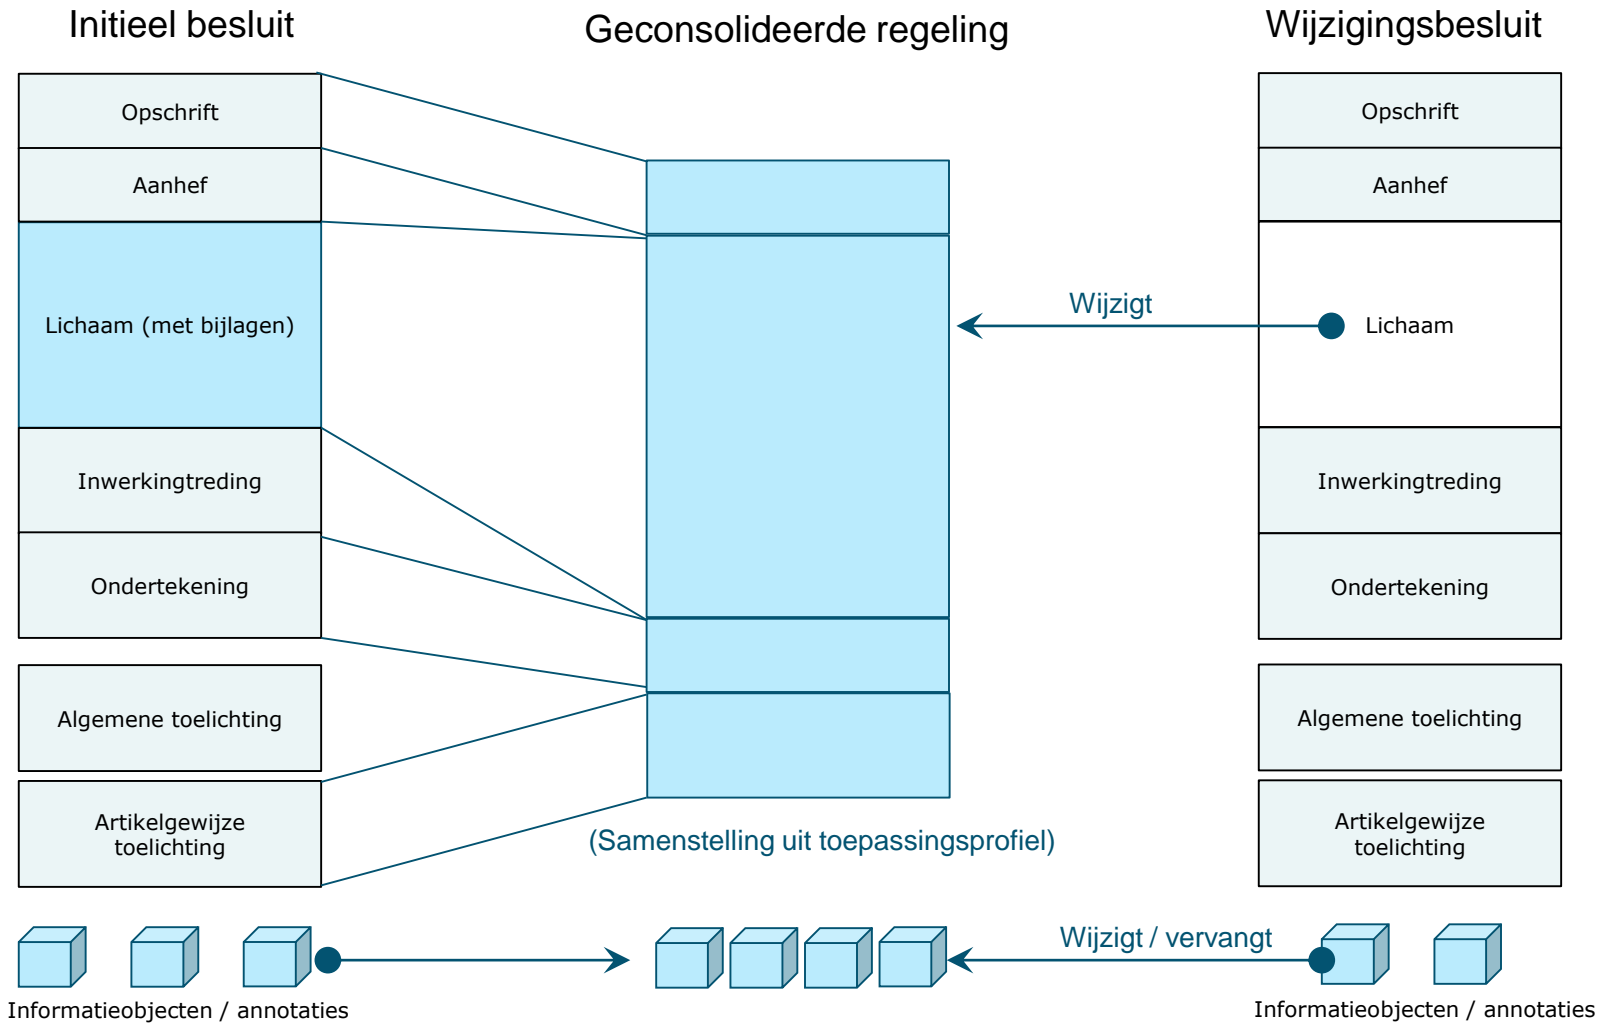 Initieel besluit
Geconsolideerde regeling
Wijzigingsbesluit
Opschrift
Aanhef
Lichaam (met bijlagen)
Inwerkingtreding
Ondertekening
Algemene toelichting
Artikelgewijze
toelichting
Informatieobjecten / annotaties
Wijzigt
(Samenstelling uit toepassingsprofiel)
Wijzigt / vervangt
Opschrift
Aanhef
Lichaam
Inwerkingtreding
Ondertekening
Algemene toelichting
Artikelgewijze
toelichting
Informatieobjecten / annotaties